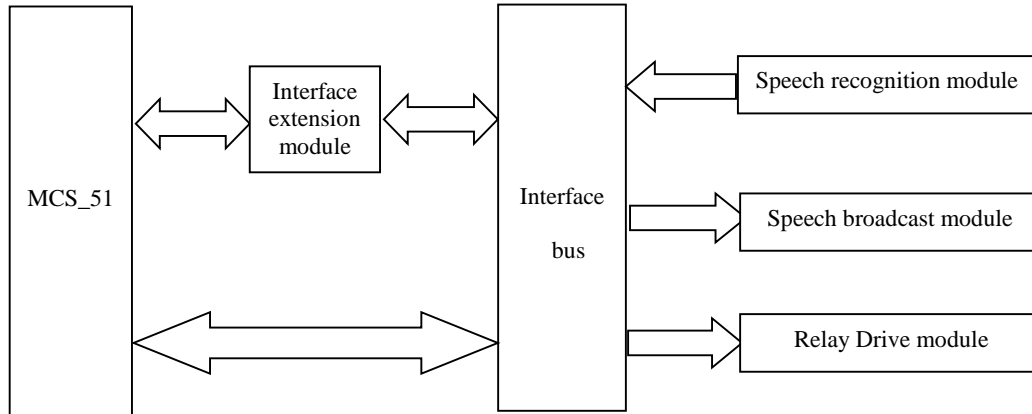 MCS_51
Interface
extension
module
Interface
bus
Speech recognition module
Speech broadcast module
Relay Drive module